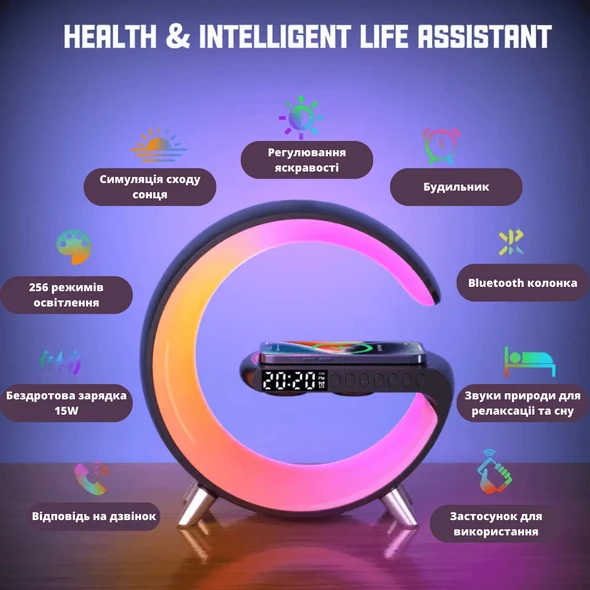 HEALTH & INTELLIGENT LIFE ASSISTANT
Регулювання
яскравості
Симуляція сходу
сонця
Будильник
256 режимів
освітлення
Bluetooth колонка
20:20
Бездротова зарядка
15W
Звуки природи для
релаксації та сну
Відповідь на дзвінок
Застосунок для
використання